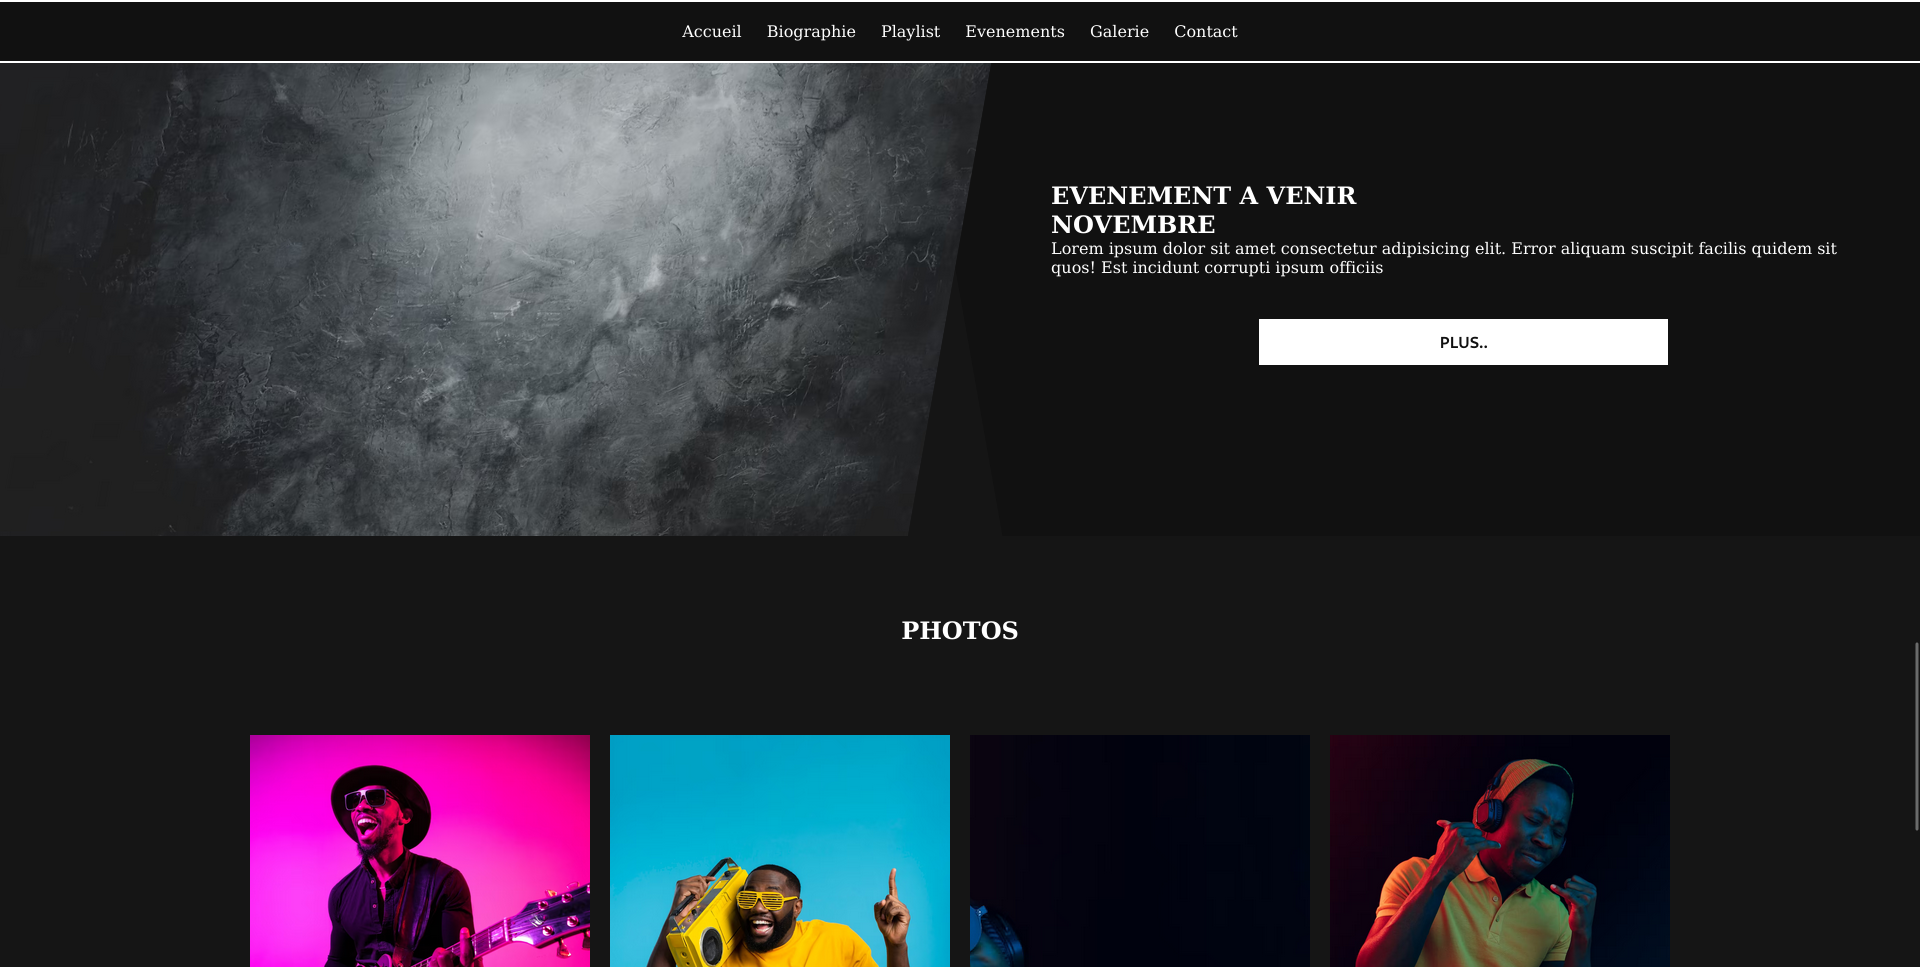 Accueil Biographie Playlist Evenements Galerie Contact
EVENEMENT A VENIR
NOVEMBRE
Lorem ipsum dolor sit amet consectetur adipisicing elit. Error aliquam suscipit facilis quidem sit
quos! Est incidunt corrupti ipsum officiis
PLUS..
PHOTOS